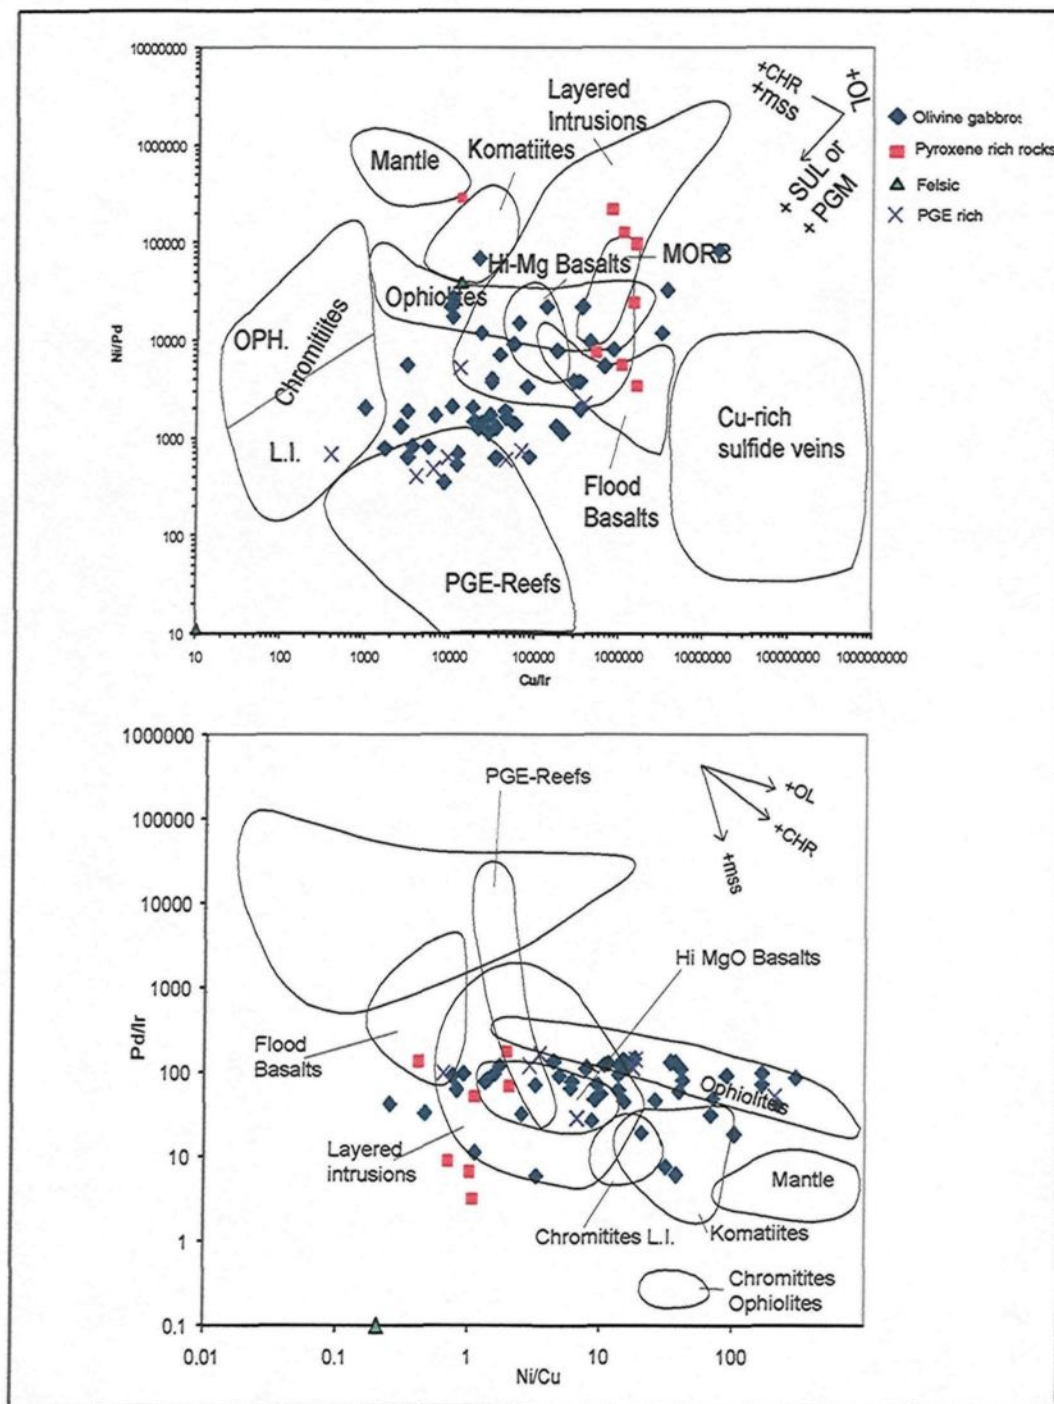 10000000
1000000
100000
10000
1000
100
10
Ni/Pd
10
100
1000
10000
100000
1000000
10000000
100000000
1000000000
Cu/Ir
Mantle
Komatiites
Layered
Intrusions
Hi-Mg Basalts
MORB
Ophiolites
OPH.
Chromitiites
L.I.
Flood
Basalts
Cu-rich
sulfide veins
PGE-Reefs
+CHR
+mss
+OL
+ SUL or
+ PGM
Olivine gabbros
Pyroxene rich rocks
Felsic
PGE rich
1000000
100000
10000
1000
100
10
1
0.1
Pd/Ir
0.01
0.1
1
10
100
Ni/Cu
PGE-Reefs
+OL
+CHR
+mss
Hi MgO Basalts
Flood
Basalts
Ophiolites
Layered
intrusions
Mantle
Chromitites L.I.
Komatiites
Chromitites
Ophiolites